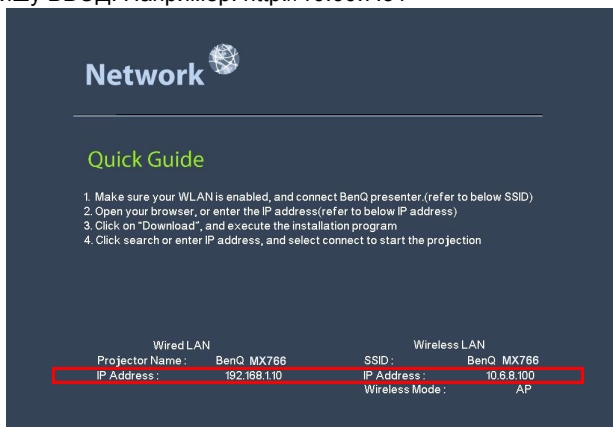 Network
Quick Guide
1. Make sure your WLAN is enabled, and connect BenQ presenter.(refer to below SSID)
2. Open your browser, or enter the IP address(refer to below IP address)
3. Click on "Download", and execute the installation program
4. Click search or enter IP address, and select connect to start the projection
Wired LAN Wireless LAN
Projector Name : BenQ MX766 SSID : BenQ MX766
IP Address : 192.168.1.10 IP Address : 10.6.8.100
Wireless Mode : AP